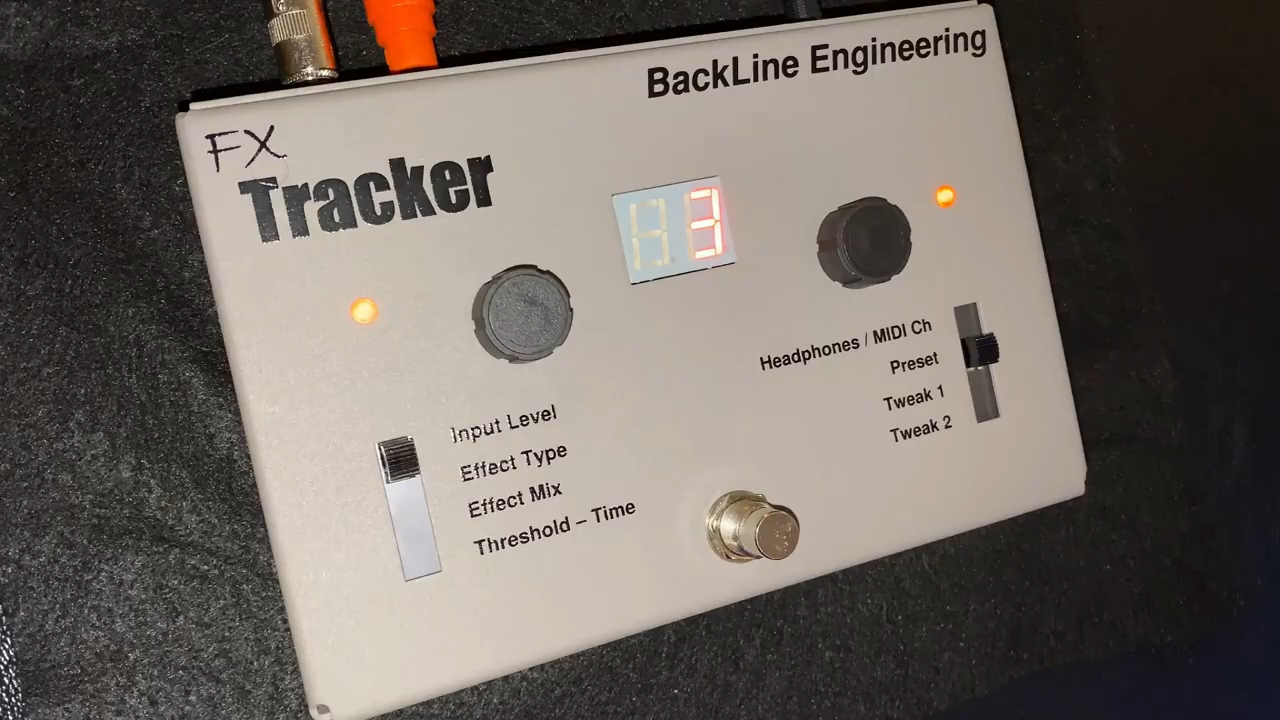 BackLine Engineering
FX
Tracker
3
Headphones / MIDI Ch
Preset
Tweak 1
Tweak 2
Input Level
Effect Type
Effect Mix
Threshold – Time